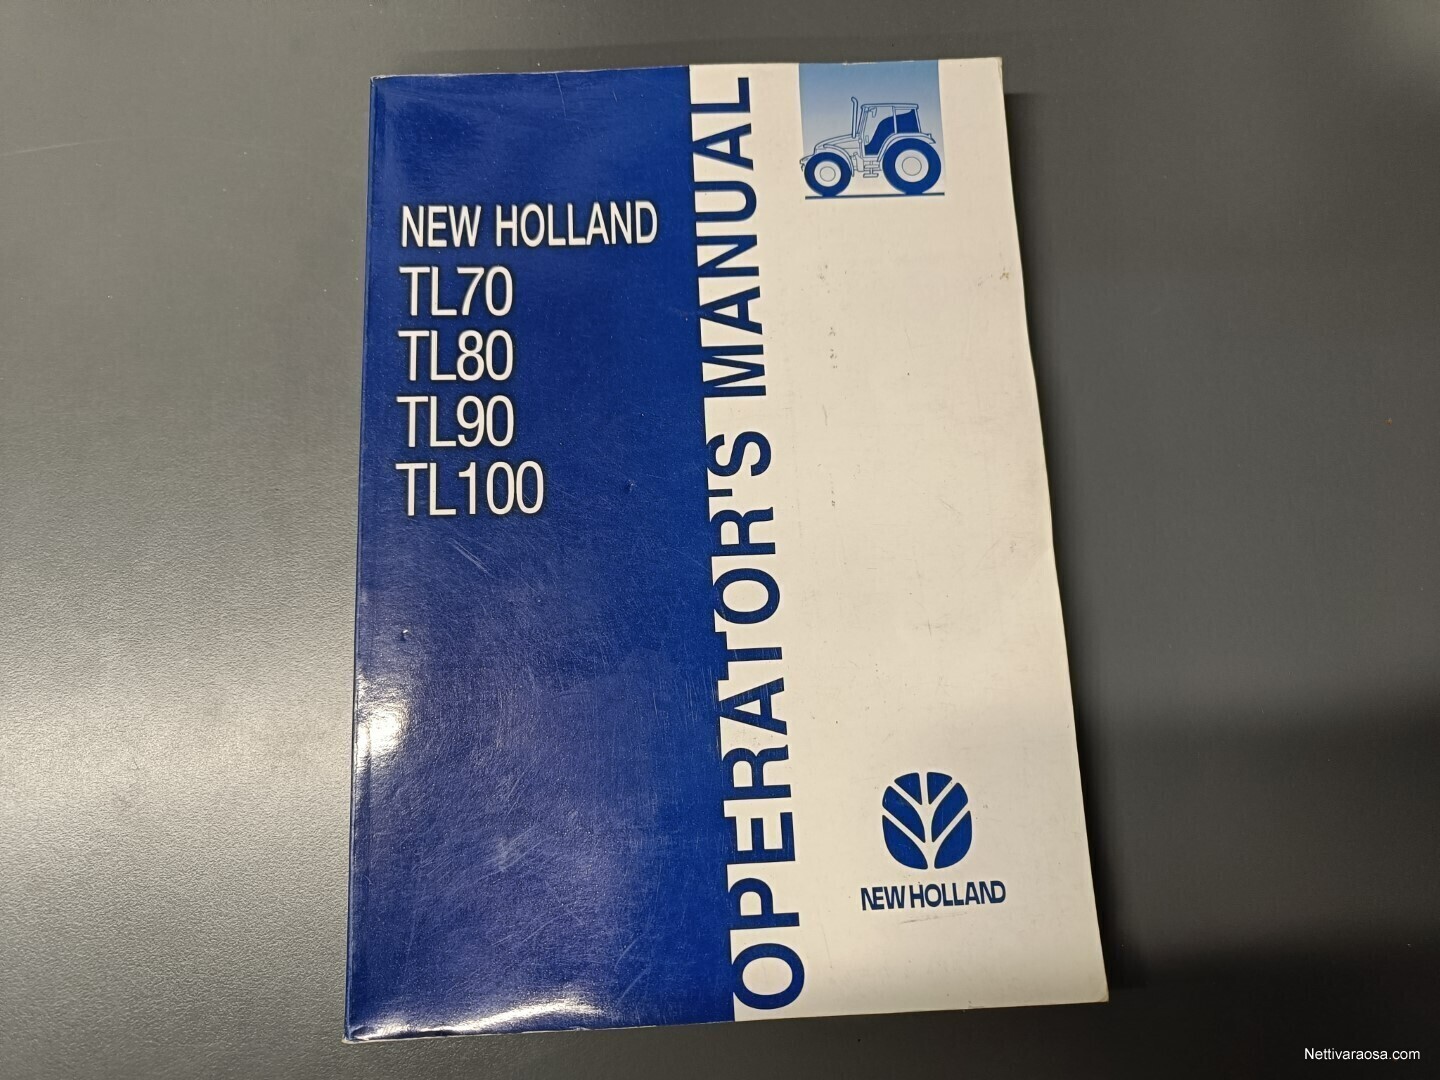 NEW HOLLAND
TL70
TL80
TL90
TL100
OPERATOR'S MANUAL
NEW HOLLAND
Nettivaraosa.com